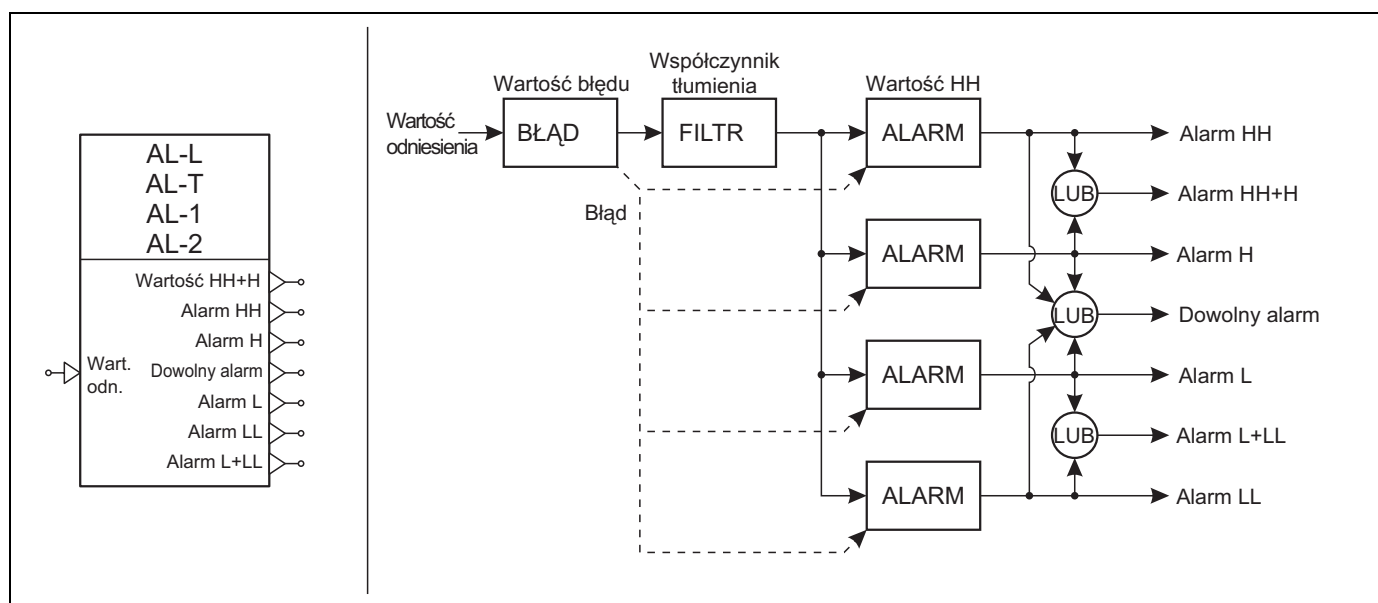 AL-L
AL-T
AL-1
AL-2
Wartość HH+H
Alarm HH
Alarm H
Wart.
odn.
Dowolny alarm
Alarm L
Alarm LL
Alarm L+LL
Współczynnik
tłumienia
Wartość błędu
Wartość HH
Wartość
odniesienia
BŁĄD
FILTR
ALARM
Alarm HH
LUB
Alarm HH+H
Błąd
ALARM
Alarm H
LUB
Dowolny alarm
ALARM
Alarm L
LUB
Alarm L+LL
ALARM
Alarm LL